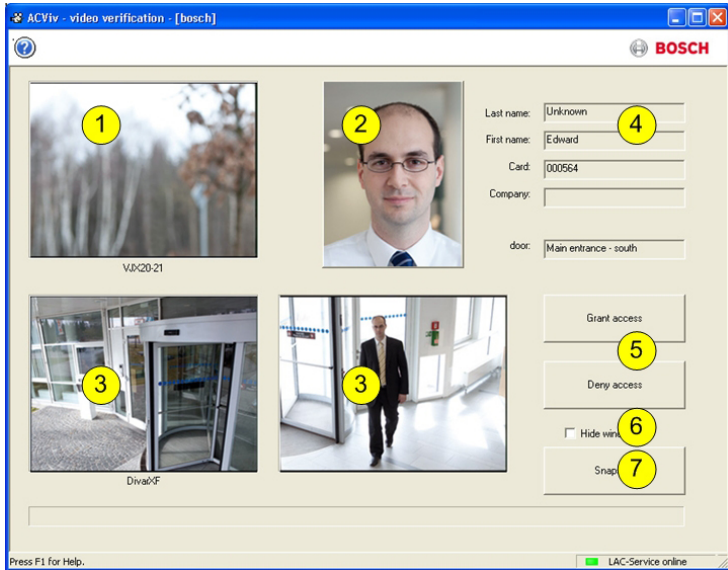 ACViv - video verification - [bosch]
BOSCH
1
2
Last name: Unknown
4
First name: Edward
Card: 000564
Company:
door: Main entrance - south
VJX20-21
3
3
Grant access
5
Deny access
6
Hide
7
DivarXF
Press F1 for Help.
LAC-Service online